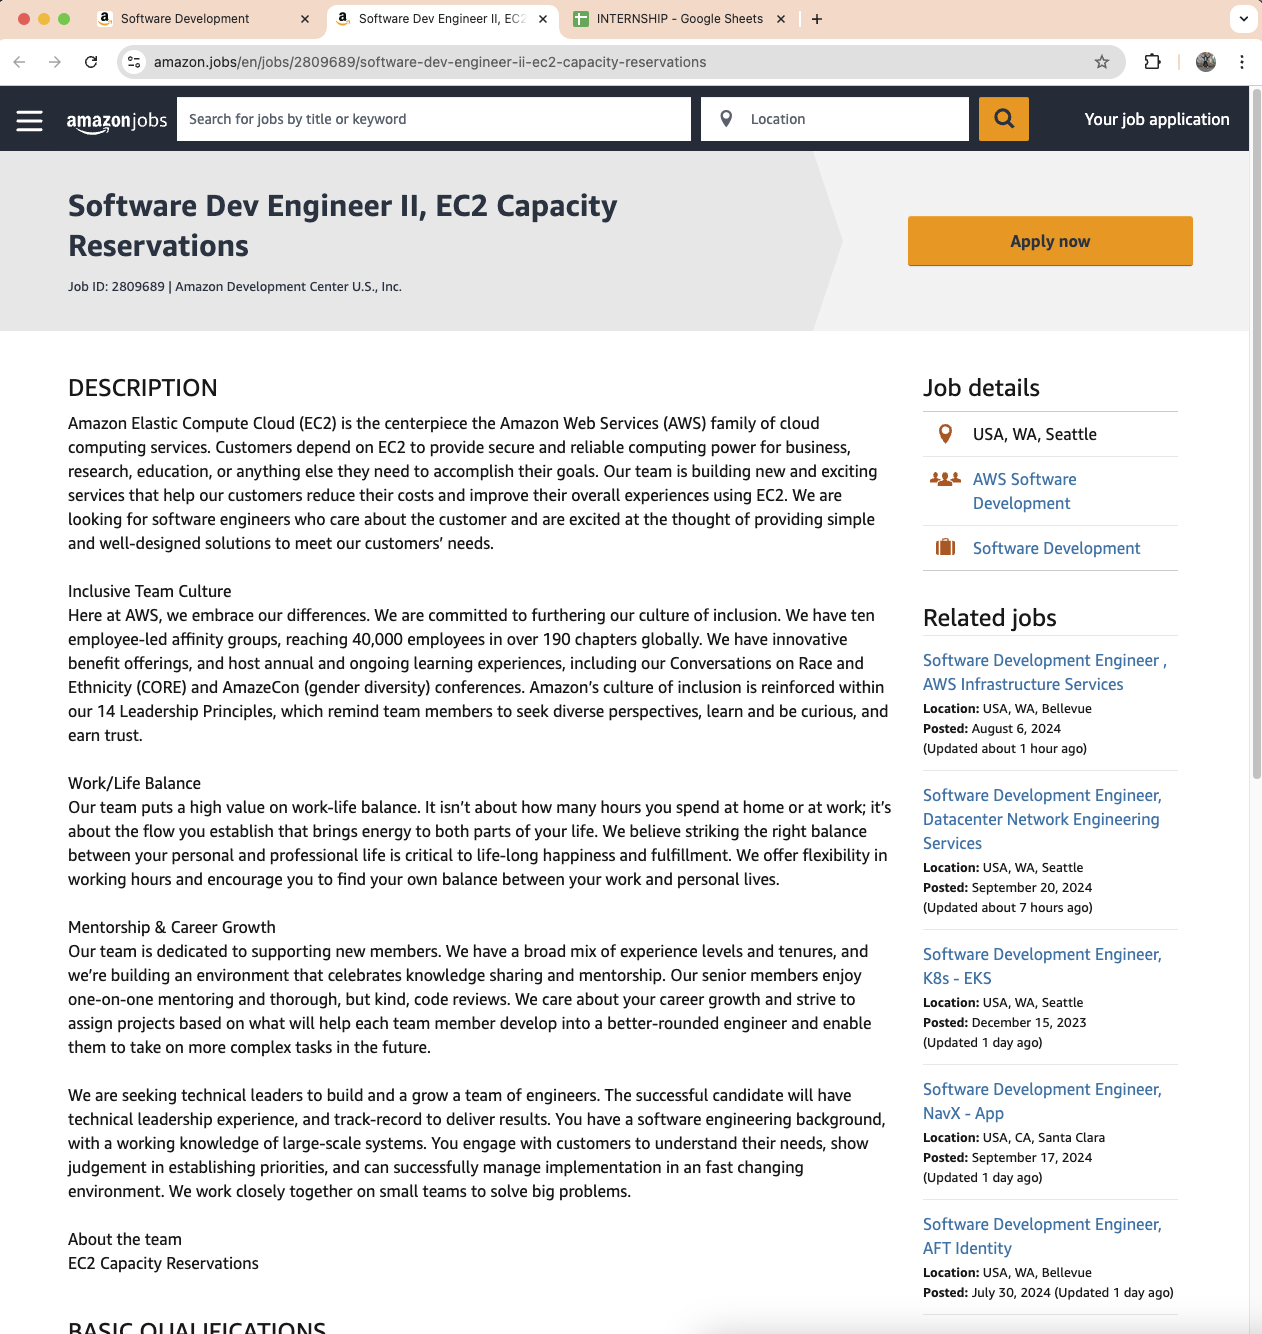 Software Development
Software Dev Engineer II, EC2
INTERNSHIP - Google Sheets
amazon.jobs/en/jobs/2809689/software-dev-engineer-ii-ec2-capacity-reservations
amazon jobs
Search for jobs by title or keyword
Location
Your job application
Software Dev Engineer II, EC2 Capacity
Reservations
Job ID: 2809689 | Amazon Development Center U.S., Inc.
Apply now
DESCRIPTION
Amazon Elastic Compute Cloud (EC2) is the centerpiece the Amazon Web Services (AWS) family of cloud
computing services. Customers depend on EC2 to provide secure and reliable computing power for business,
research, education, or anything else they need to accomplish their goals. Our team is building new and exciting
services that help our customers reduce their costs and improve their overall experiences using EC2. We are
looking for software engineers who care about the customer and are excited at the thought of providing simple
and well-designed solutions to meet our customers’ needs.
Inclusive Team Culture
Here at AWS, we embrace our differences. We are committed to furthering our culture of inclusion. We have ten
employee-led affinity groups, reaching 40,000 employees in over 190 chapters globally. We have innovative
benefit offerings, and host annual and ongoing learning experiences, including our Conversations on Race and
Ethnicity (CORE) and AmazeCon (gender diversity) conferences. Amazon’s culture of inclusion is reinforced within
our 14 Leadership Principles, which remind team members to seek diverse perspectives, learn and be curious, and
earn trust.
Work/Life Balance
Our team puts a high value on work-life balance. It isn’t about how many hours you spend at home or at work; it’s
about the flow you establish that brings energy to both parts of your life. We believe striking the right balance
between your personal and professional life is critical to life-long happiness and fulfillment. We offer flexibility in
working hours and encourage you to find your own balance between your work and personal lives.
Mentorship & Career Growth
Our team is dedicated to supporting new members. We have a broad mix of experience levels and tenures, and
we’re building an environment that celebrates knowledge sharing and mentorship. Our senior members enjoy
one-on-one mentoring and thorough, but kind, code reviews. We care about your career growth and strive to
assign projects based on what will help each team member develop into a better-rounded engineer and enable
them to take on more complex tasks in the future.
We are seeking technical leaders to build and a grow a team of engineers. The successful candidate will have
technical leadership experience, and track-record to deliver results. You have a software engineering background,
with a working knowledge of large-scale systems. You engage with customers to understand their needs, show
judgement in establishing priorities, and can successfully manage implementation in an fast changing
environment. We work closely together on small teams to solve big problems.
About the team
EC2 Capacity Reservations
BASIC QUALIFICATIONS
Job details
USA, WA, Seattle
AWS Software
Development
Software Development
Related jobs
Software Development Engineer ,
AWS Infrastructure Services
Location: USA, WA, Bellevue
Posted: August 6, 2024
(Updated about 1 hour ago)
Software Development Engineer,
Datacenter Network Engineering
Services
Location: USA, WA, Seattle
Posted: September 20, 2024
(Updated about 7 hours ago)
Software Development Engineer,
K8s - EKS
Location: USA, WA, Seattle
Posted: December 15, 2023
(Updated 1 day ago)
Software Development Engineer,
NavX - App
Location: USA, CA, Santa Clara
Posted: September 17, 2024
(Updated 1 day ago)
Software Development Engineer,
AFT Identity
Location: USA, WA, Bellevue
Posted: July 30, 2024 (Updated 1 day ago)